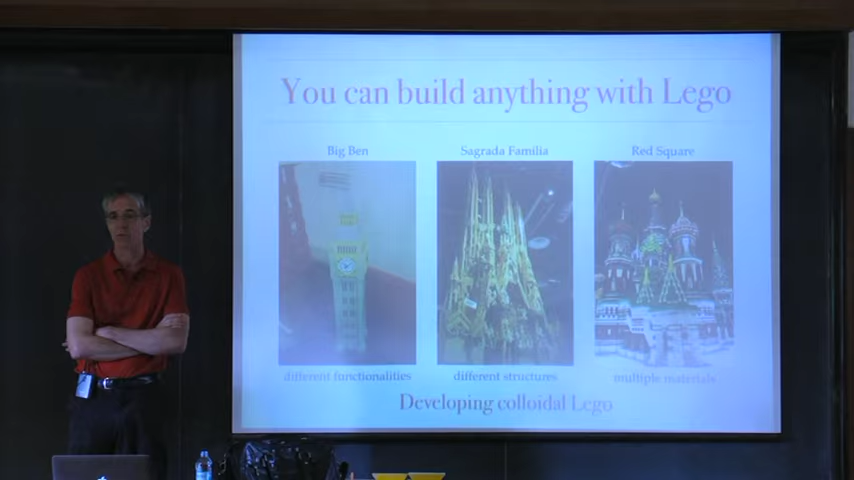 You can build anything with Lego
Big Ben
Sagrada Familia
Red Square
different functionalities
different structures
multiple materials
Developing colloidal Lego